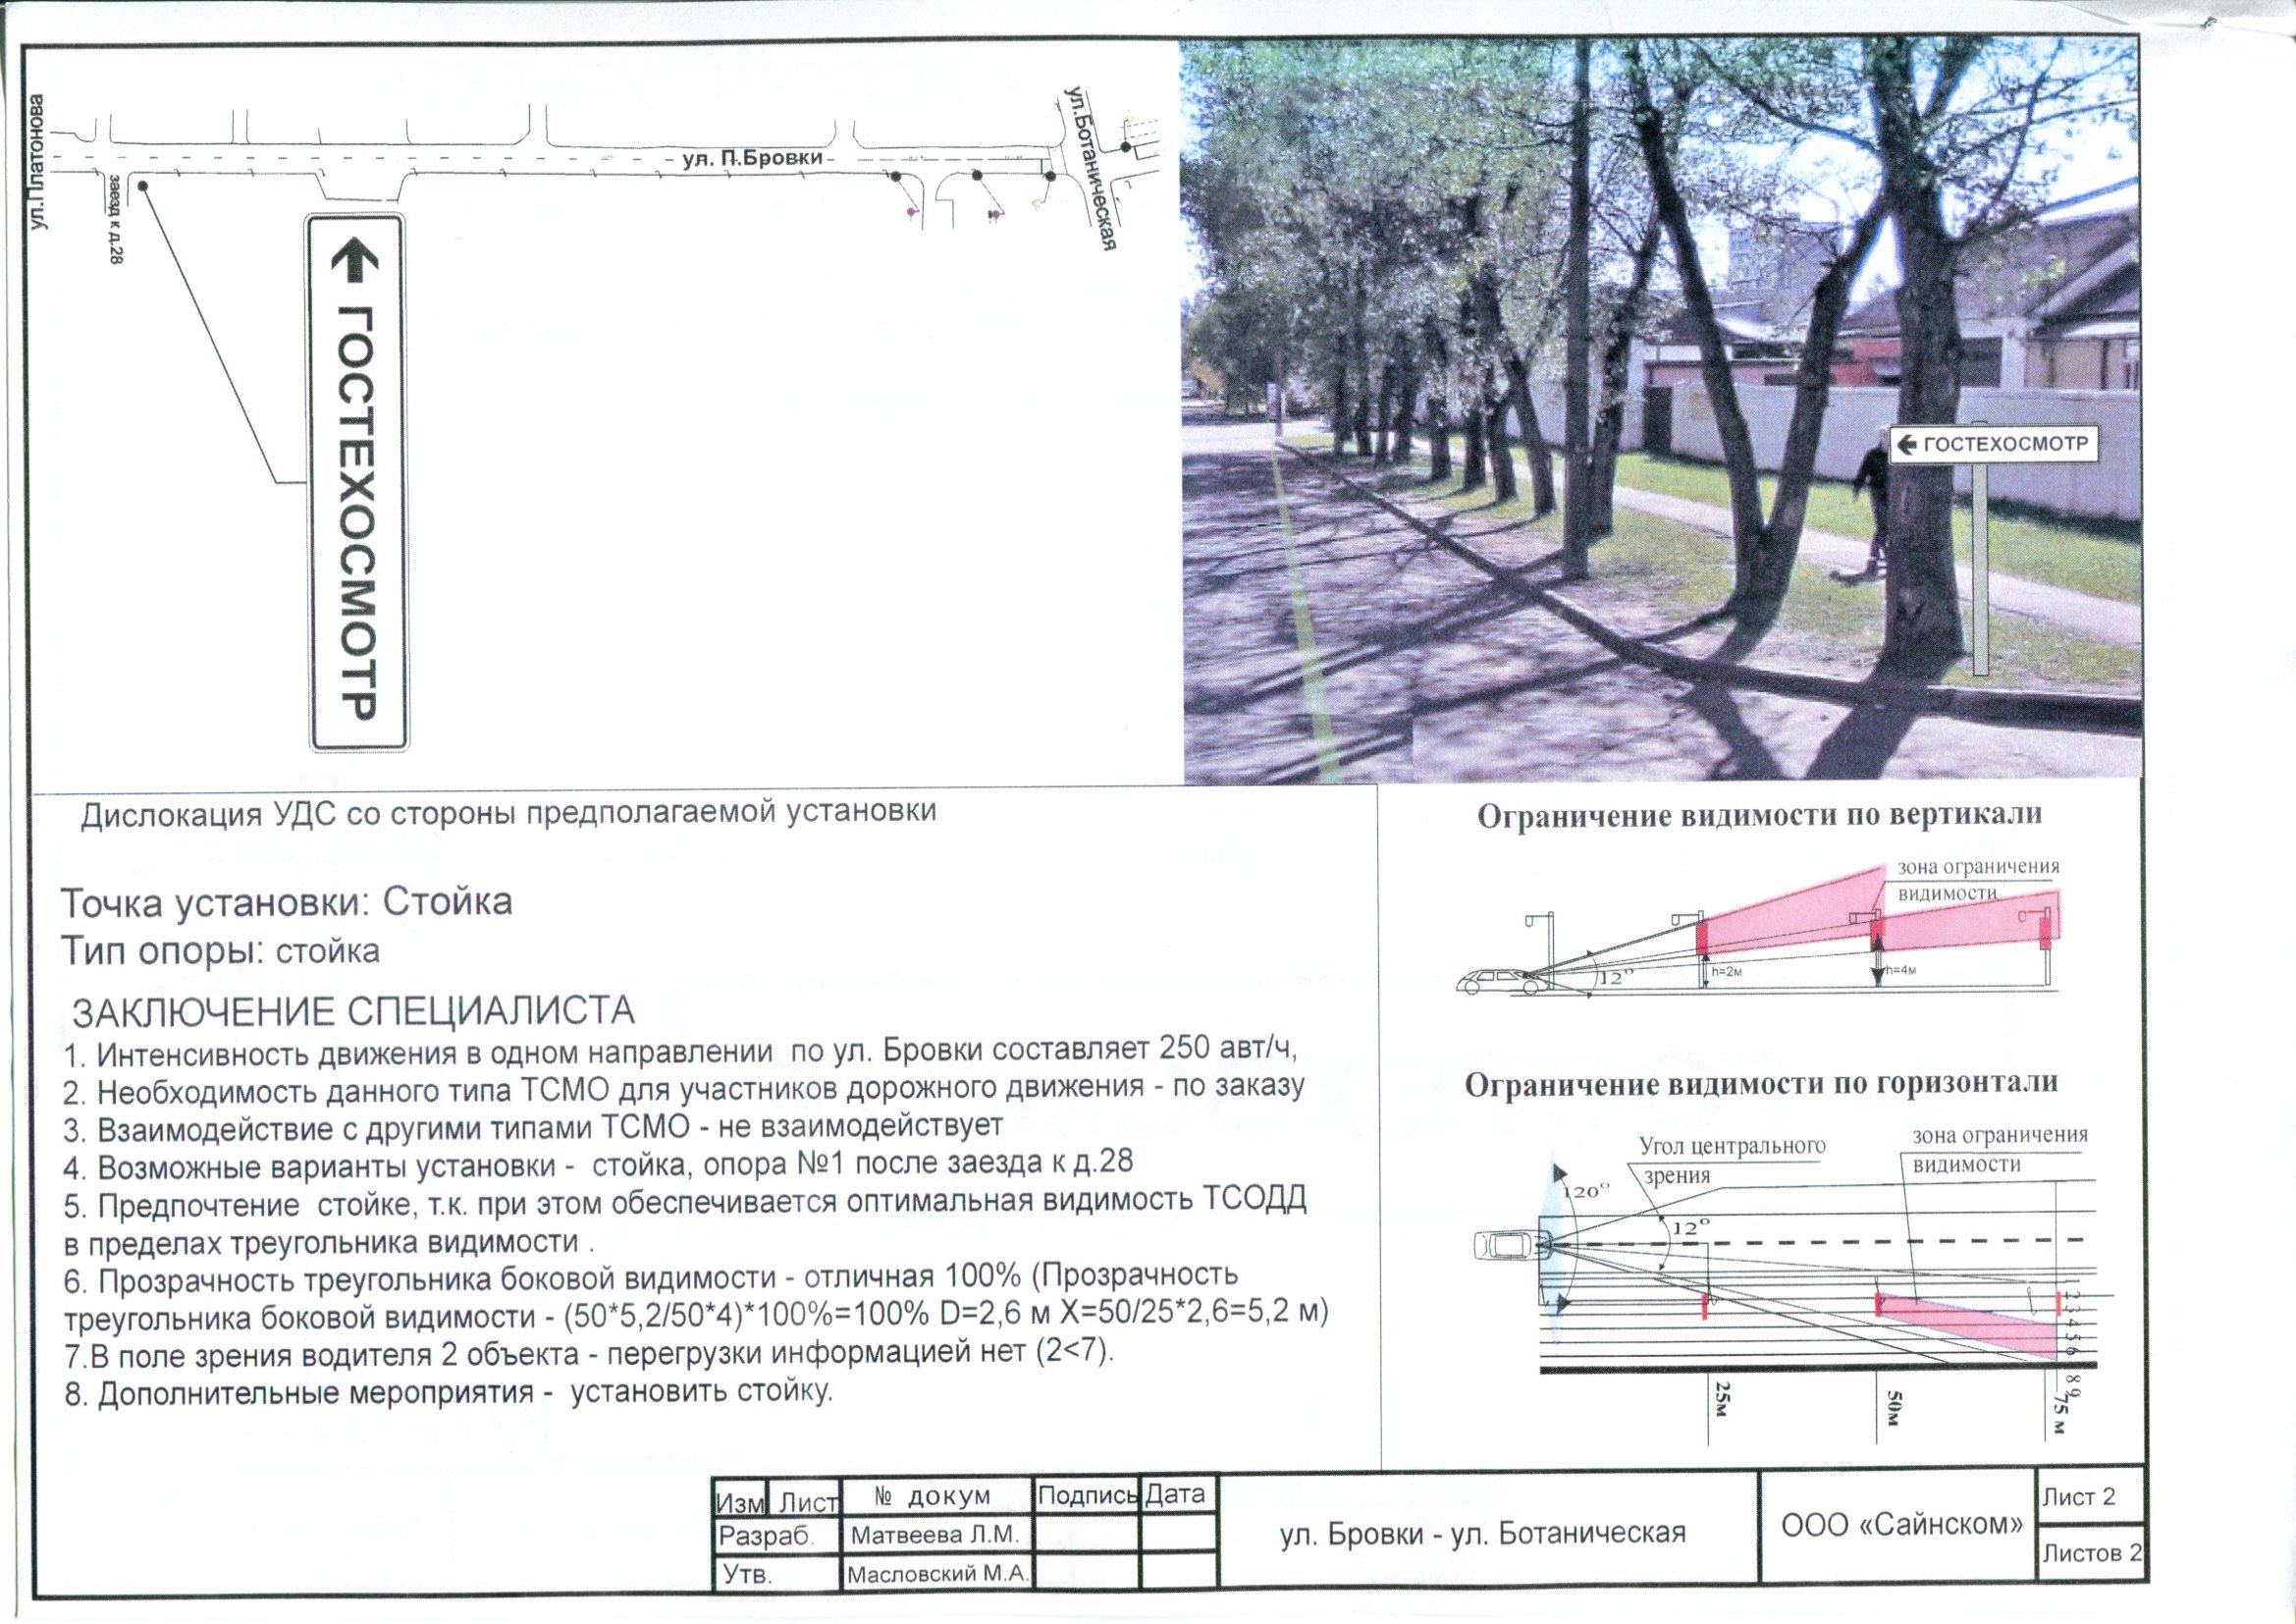 ул.Платонова
заезд к д.28
ул. П.Бровки
ул.Ботаническая
ГОСТЕХОСМОТР
ГОСТЕХОСМОТР
Дислокация УДС со стороны предполагаемой установки
Точка установки: Стойка
Тип опоры: стойка
ЗАКЛЮЧЕНИЕ СПЕЦИАЛИСТА
1. Интенсивность движения в одном направлении по ул. Бровки составляет 250 авт/ч,
2. Необходимость данного типа ТСМО для участников дорожного движения - по заказу
3. Взаимодействие с другими типами ТСМО - не взаимодействует
4. Возможные варианты установки - стойка, опора №1 после заезда к д.28
5. Предпочтение стойке, т.к. при этом обеспечивается оптимальная видимость ТСОДД
в пределах треугольника видимости .
6. Прозрачность треугольника боковой видимости - отличная 100% (Прозрачность
треугольника боковой видимости - (50*5,2/50*4)*100%=100% D=2,6 м X=50/25*2,6=5,2 м)
7.В поле зрения водителя 2 объекта - перегрузки информацией нет (2<7).
8. Дополнительные мероприятия - установить стойку.
Ограничение видимости по вертикали
зона ограничения
видимости
12°
h=2м
h=4м
Ограничение видимости по горизонтали
Угол центрального
зрения
зона ограничения
видимости
120°
12°
2 3 4 5 6
8 9
25м
50м
75 м
Изм Лист № докум Подпись Дата
Разраб. Матвеева Л.М.
Утв. Масловский М.А.
ул. Бровки - ул. Ботаническая
ООО «Сайнском»
Лист 2
Листов 2